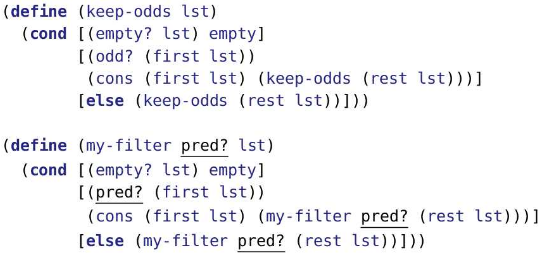 (define (keep-odds lst)
(cond [(empty? lst) empty]
[(odd? (first lst))
(cons (first lst) (keep-odds (rest lst)))]
[else (keep-odds (rest lst))]))
(define (my-filter pred? lst)
(cond [(empty? lst) empty]
[(pred? (first lst))
(cons (first lst) (my-filter pred? (rest lst)))]
[else (my-filter pred? (rest lst))]))